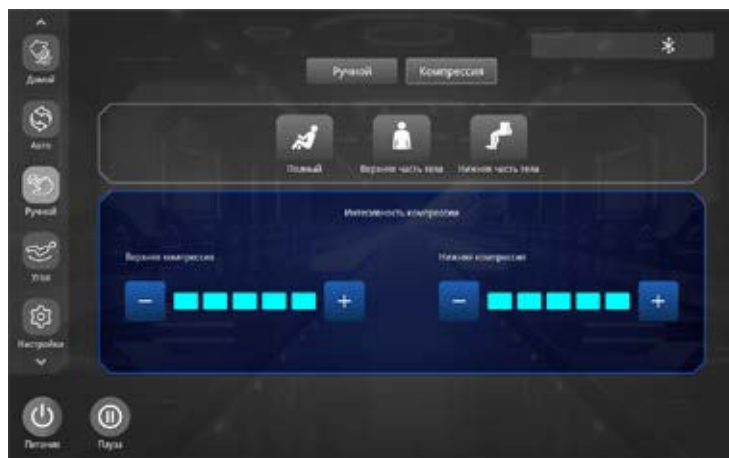 Домой
Авто
Ручной
Угол
Настройки
Питание
Пауза
Ручной
Компрессия
Полный
Верхняя часть тела
Нижняя часть тела
Интенсивность компрессии
Верхняя компрессия
Нижняя компрессия